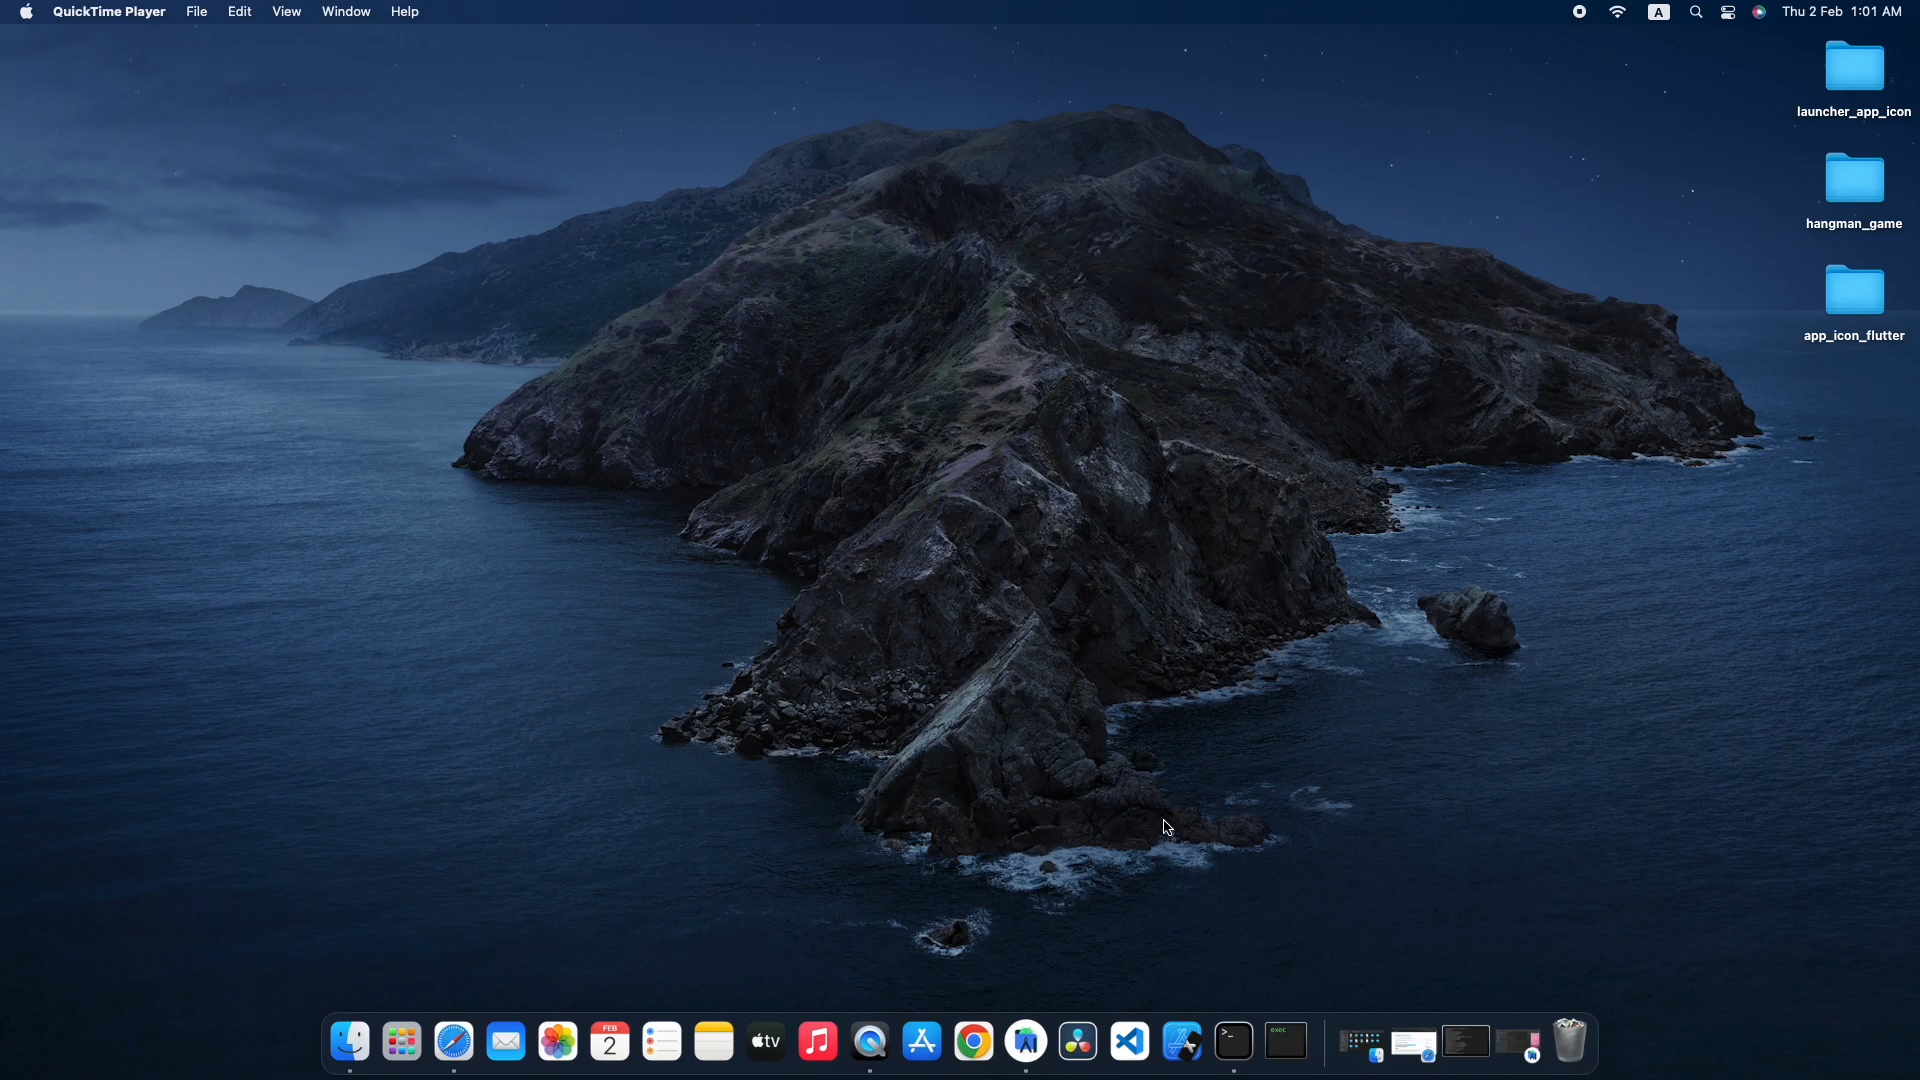 QuickTime Player File Edit View Window Help A Thu 2 Feb 1:01 AM
launcher_app_icon
hangman_game
app_icon_flutter
FEB
2
tv
>_
exec